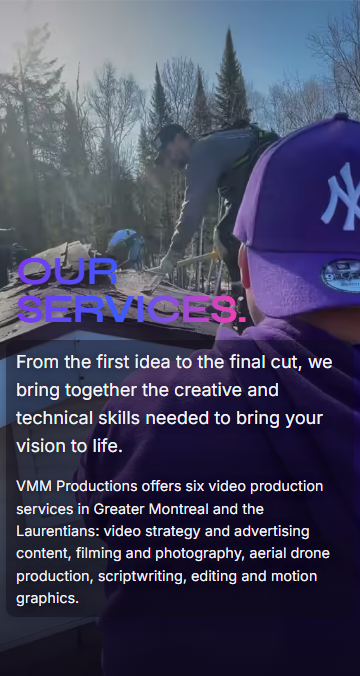 OUR
SERVICES.
From the first idea to the final cut, we
bring together the creative and
technical skills needed to bring your
vision to life.
VMM Productions offers six video production
services in Greater Montreal and the
Laurentians: video strategy and advertising
content, filming and photography, aerial drone
production, scriptwriting, editing and motion
graphics.
NY